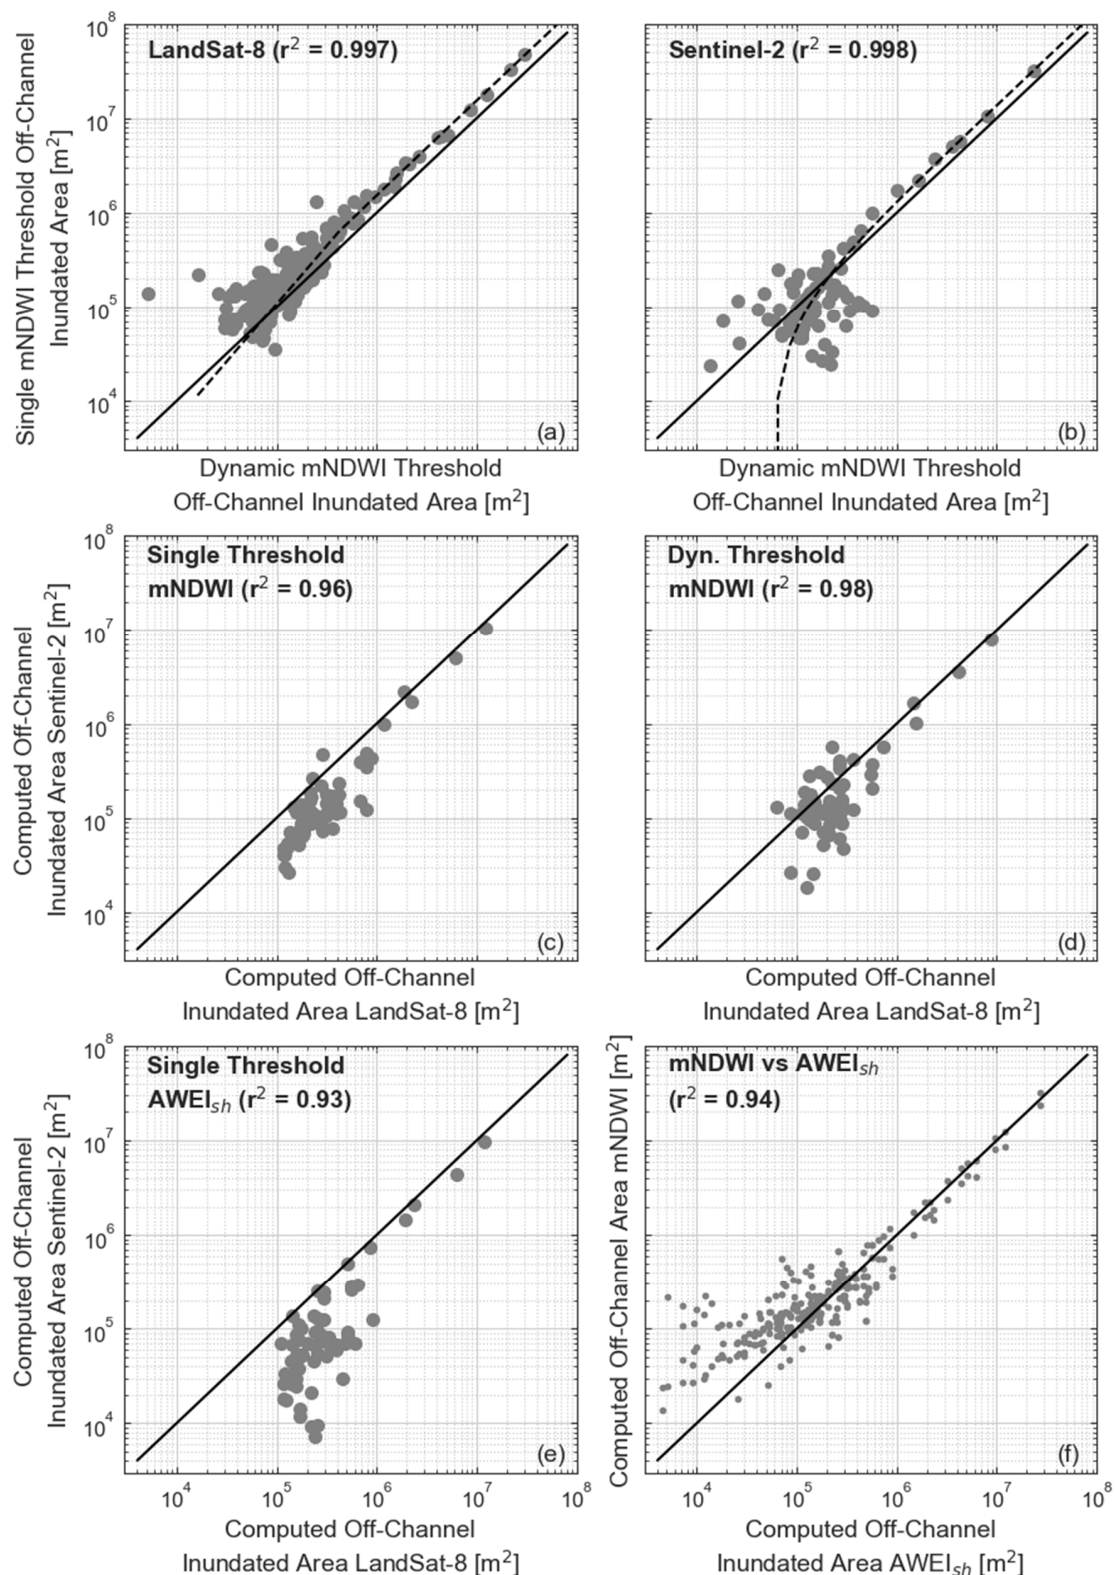 10^8
10^7
10^6
10^5
10^4
Single mNDWI Threshold Off-Channel
Inundated Area [m^2]
LandSat-8 (r^2 = 0.997)
(a)
Dynamic mNDWI Threshold
Off-Channel Inundated Area [m^2]
Sentinel-2 (r^2 = 0.998)
(b)
Dynamic mNDWI Threshold
Off-Channel Inundated Area [m^2]
10^8
10^7
10^6
10^5
10^4
Computed Off-Channel
Inundated Area Sentinel-2 [m^2]
Single Threshold
mNDWI (r^2 = 0.96)
(c)
Computed Off-Channel
Inundated Area LandSat-8 [m^2]
Dyn. Threshold
mNDWI (r^2 = 0.98)
(d)
Computed Off-Channel
Inundated Area LandSat-8 [m^2]
10^8
10^7
10^6
10^5
10^4
Computed Off-Channel
Inundated Area Sentinel-2 [m^2]
Single Threshold
AWEI_sh (r^2 = 0.93)
(e)
10^4 10^5 10^6 10^7 10^8
Computed Off-Channel
Inundated Area LandSat-8 [m^2]
Computed Off-Channel Area mNDWI [m^2]
mNDWI vs AWEI_sh
(r^2 = 0.94)
(f)
10^4 10^5 10^6 10^7 10^8
Computed Off-Channel
Inundated Area AWEI_sh [m^2]